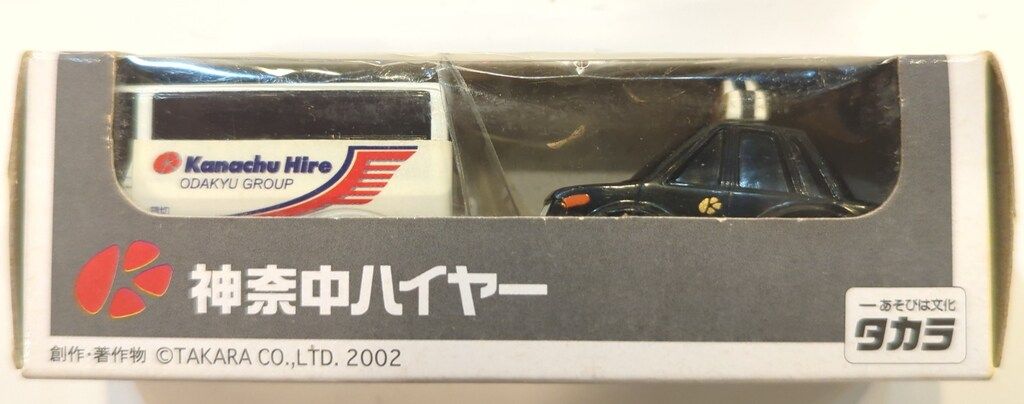 Kanachu Hire
ODAKYU GROUP
神奈中ハイヤー
ーあそびは文化
タカラ
創作・著作物 ©TAKARA CO.,LTD. 2002